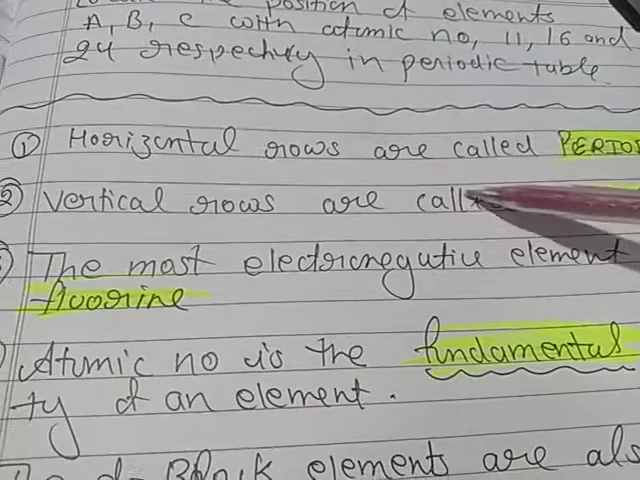 position of elements
A, B, C with atomic no, 11, 16 and
24 respectivy in periodic table.
① Horizontal rows are called PERIOD
② Vertical rows are call
The most electronegative element
fluorine
Atomic no is the fundamental
ty of an element.
d-Block elements are als